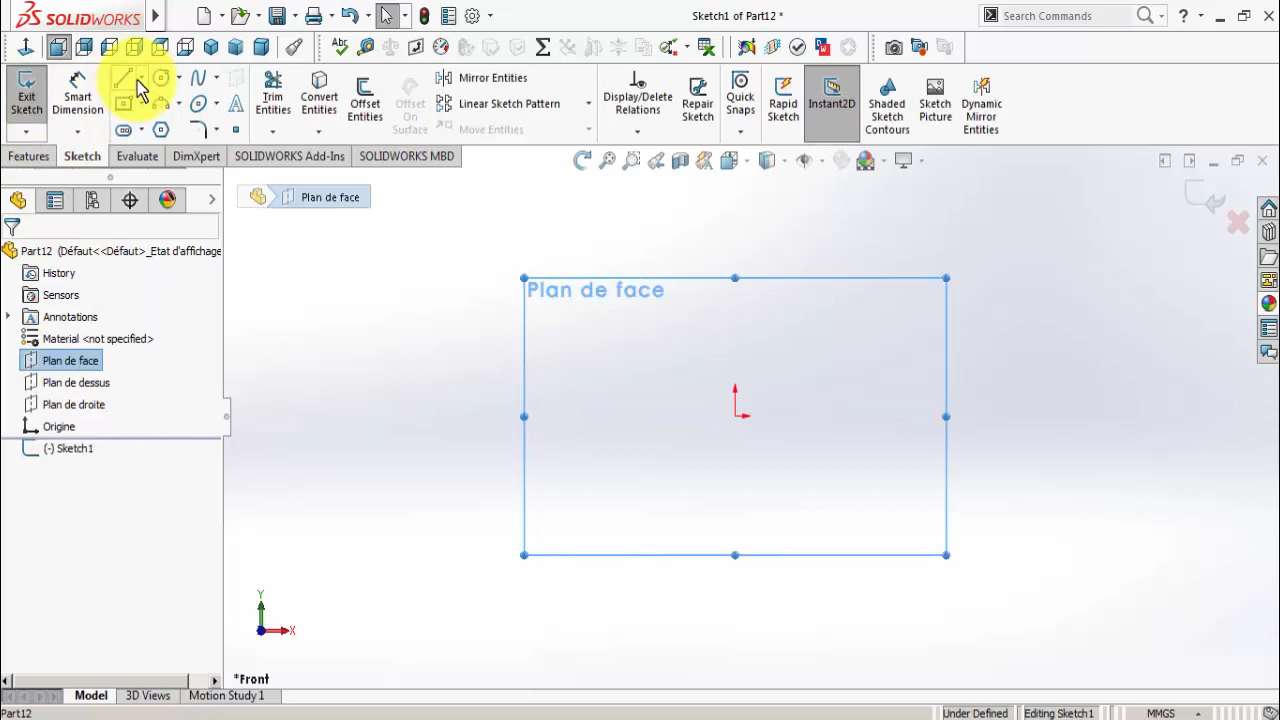 SOLIDWORKS
Sketch1 of Part12 *
Search Commands
Exit Sketch
Smart Dimension
Trim Entities
Convert Entities
Offset Entities
Offset On Surface
Mirror Entities
Linear Sketch Pattern
Move Entities
Display/Delete Relations
Repair Sketch
Quick Snaps
Rapid Sketch
Instant2D
Shaded Sketch Contours
Sketch Picture
Dynamic Mirror Entities
Features
Sketch
Evaluate
DimXpert
SOLIDWORKS Add-Ins
SOLIDWORKS MBD
Plan de face
Part12 (Défaut<<Défaut>_Etat d'affichage
History
Sensors
Annotations
Material <not specified>
Plan de face
Plan de dessus
Plan de droite
Origine
(-) Sketch1
Plan de face
Y
X
*Front
Model
3D Views
Motion Study 1
Part12
Under Defined
Editing Sketch1
MMGS